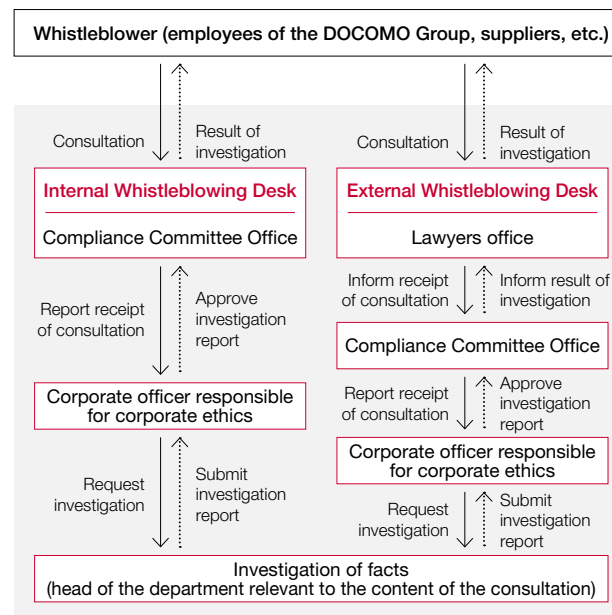 Whistleblower (employees of the DOCOMO Group, suppliers, etc.)
Consultation
Result of
investigation
Consultation
Result of
investigation
Internal Whistleblowing Desk
Compliance Committee Office
External Whistleblowing Desk
Lawyers office
Report receipt
of consultation
Approve
investigation
report
Inform receipt
of consultation
Inform result of
investigation
Compliance Committee Office
Corporate officer responsible
for corporate ethics
Report receipt
of consultation
Approve
investigation
report
Corporate officer responsible
for corporate ethics
Request
investigation
Submit
investigation
report
Request
investigation
Submit
investigation
report
Investigation of facts
(head of the department relevant to the content of the consultation)